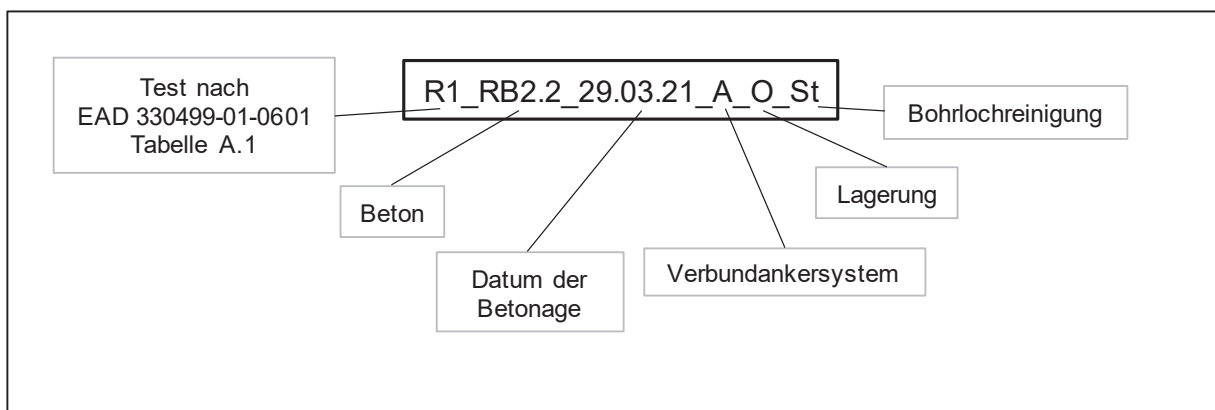 R1_RB2.2_29.03.21_A_O_St
Test nach
EAD 330499-01-0601
Tabelle A.1
Bohrlochreinigung
Beton
Lagerung
Datum der
Betonage
Verbundankersystem